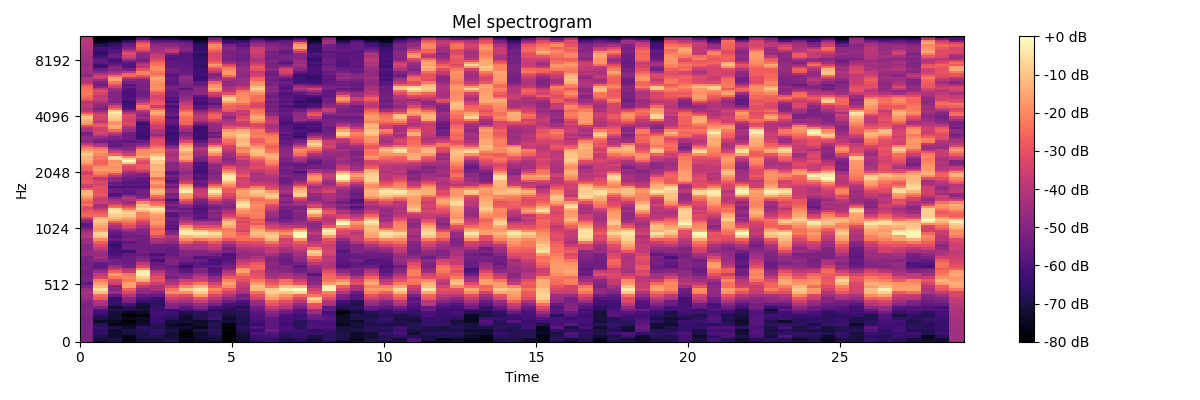 Mel spectrogram
8192
4096
2048
1024
512
0
Hz
0 5 10 15 20 25
Time
+0 dB
-10 dB
-20 dB
-30 dB
-40 dB
-50 dB
-60 dB
-70 dB
-80 dB